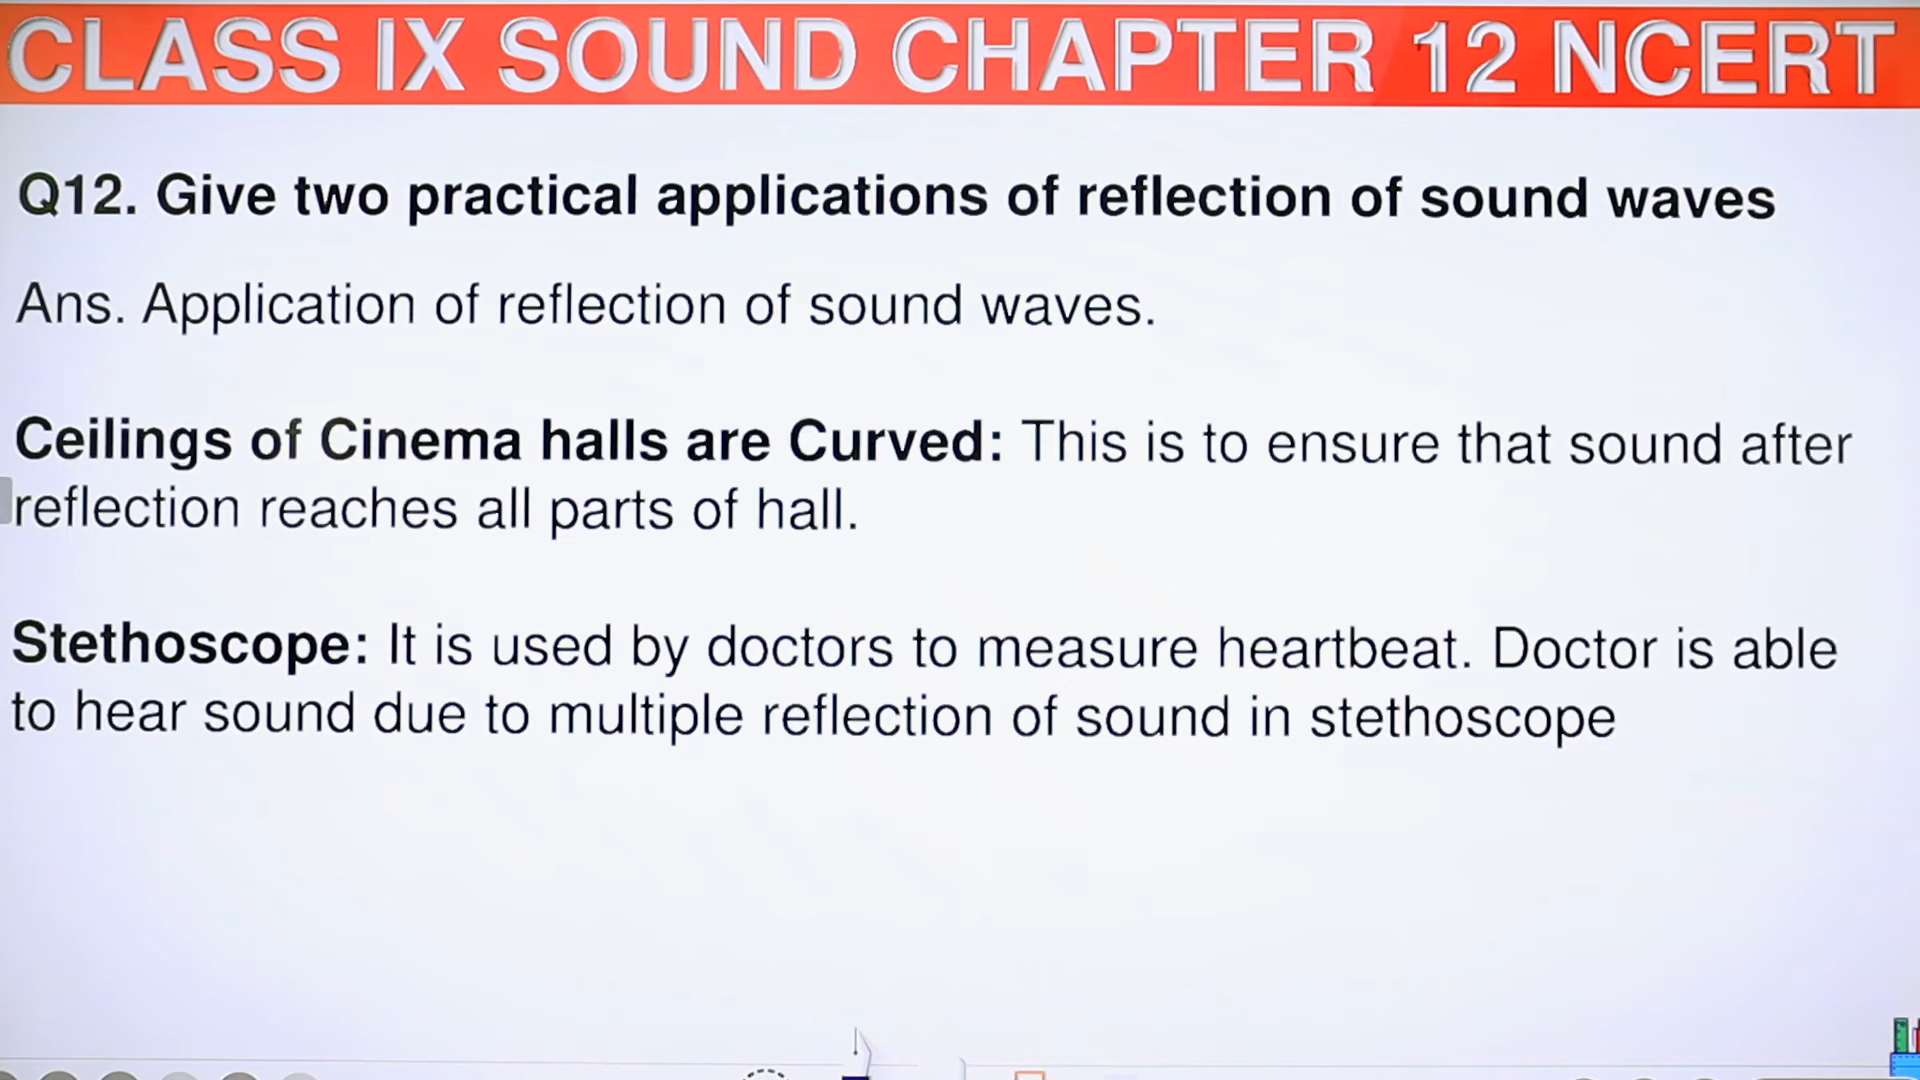 CLASS IX SOUND CHAPTER 12 NCERT
Q12. Give two practical applications of reflection of sound waves
Ans. Application of reflection of sound waves.
Ceilings of Cinema halls are Curved: This is to ensure that sound after
reflection reaches all parts of hall.
Stethoscope: It is used by doctors to measure heartbeat. Doctor is able
to hear sound due to multiple reflection of sound in stethoscope